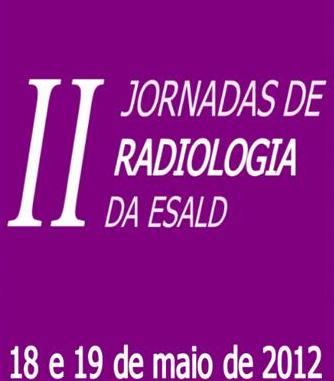 II
JORNADAS DE
RADIOLOGIA
DA ESALD
18 e 19 de maio de 2012